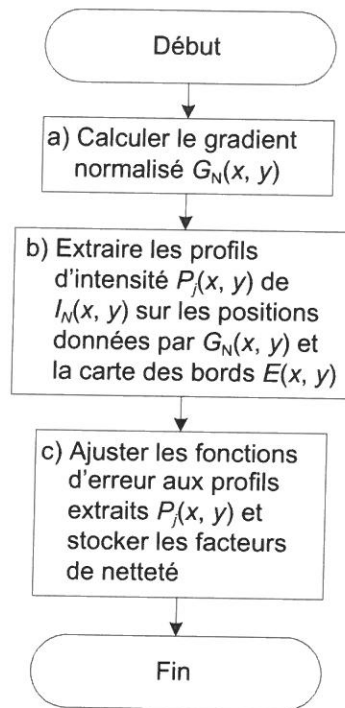 Début
a) Calculer le gradient
normalisé G_N(x, y)
b) Extraire les profils
d'intensité P_j(x, y) de
I_N(x, y) sur les positions
données par G_N(x, y) et
la carte des bords E(x, y)
c) Ajuster les fonctions
d'erreur aux profils
extraits P_j(x, y) et
stocker les facteurs
de netteté
Fin